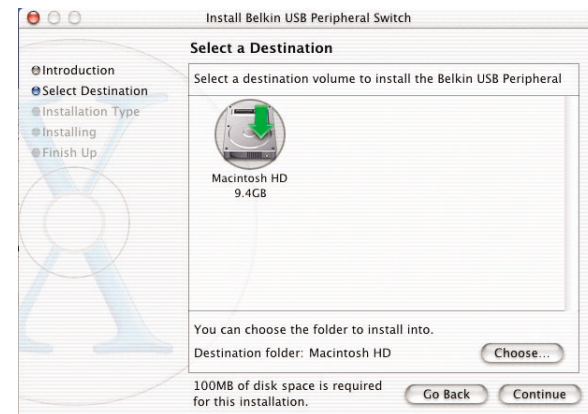 Install Belkin USB Peripheral Switch
Select a Destination
Introduction
Select Destination
Installation Type
Installing
Finish Up
Select a destination volume to install the Belkin USB Peripheral
Macintosh HD
9.4GB
You can choose the folder to install into.
Destination folder: Macintosh HD
Choose...
100MB of disk space is required
for this installation.
Go Back
Continue